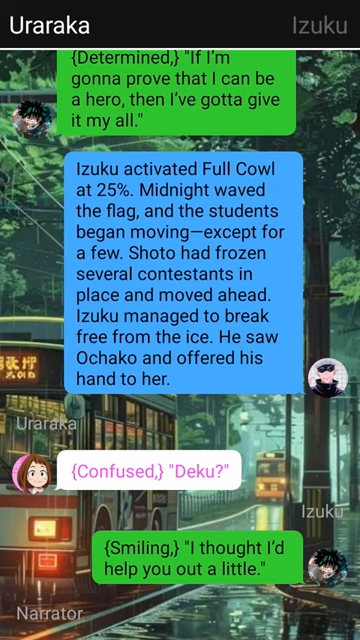 Uraraka
Izuku
{Determined,} "If I’m
gonna prove that I can be
a hero, then I’ve gotta give
it my all."
Izuku activated Full Cowl
at 25%. Midnight waved
the flag, and the students
began moving—except for
a few. Shoto had frozen
several contestants in
place and moved ahead.
Izuku managed to break
free from the ice. He saw
Ochako and offered his
hand to her.
Uraraka
{Confused,} "Deku?"
Izuku
{Smiling,} "I thought I’d
help you out a little."
Narrator